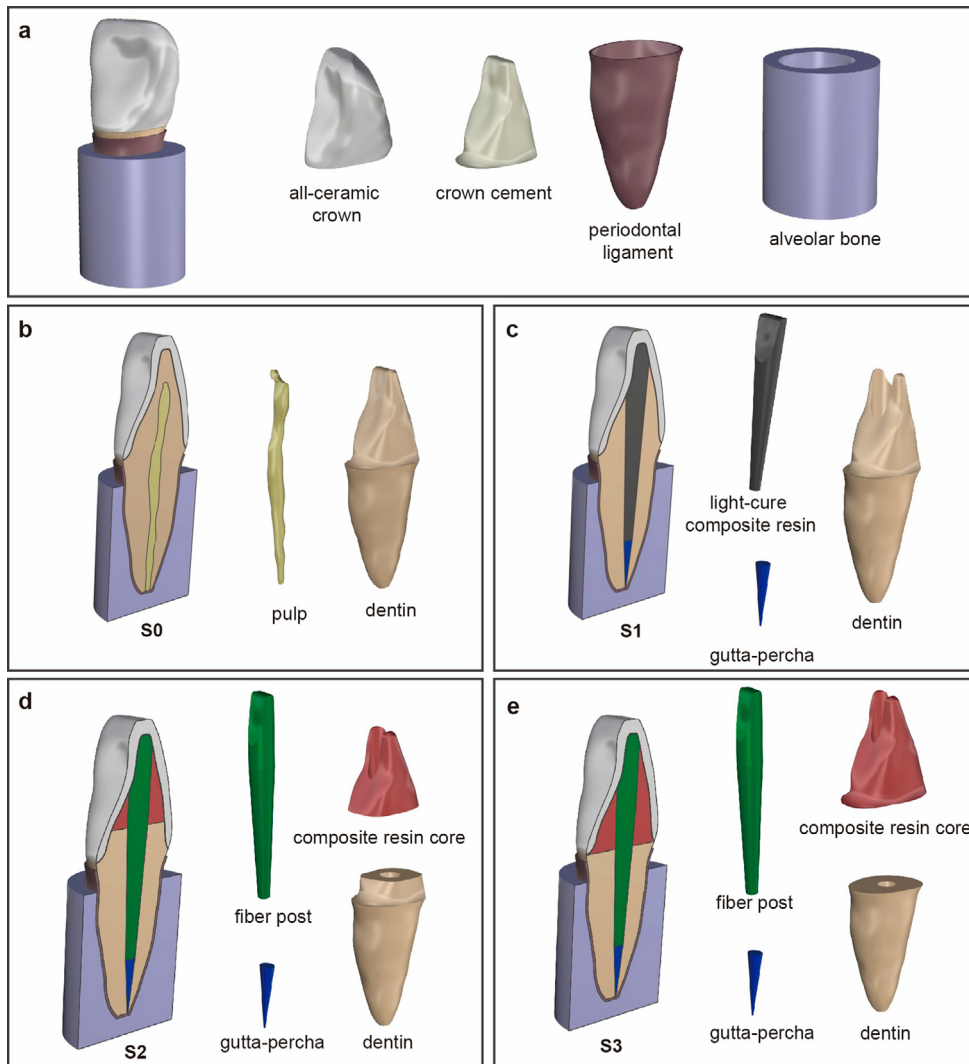 a
all-ceramic
crown
crown cement
periodontal
ligament
alveolar bone
b
S0
pulp
dentin
c
S1
light-cure
composite resin
gutta-percha
dentin
d
S2
fiber post
gutta-percha
composite resin core
dentin
e
S3
fiber post
gutta-percha
composite resin core
dentin